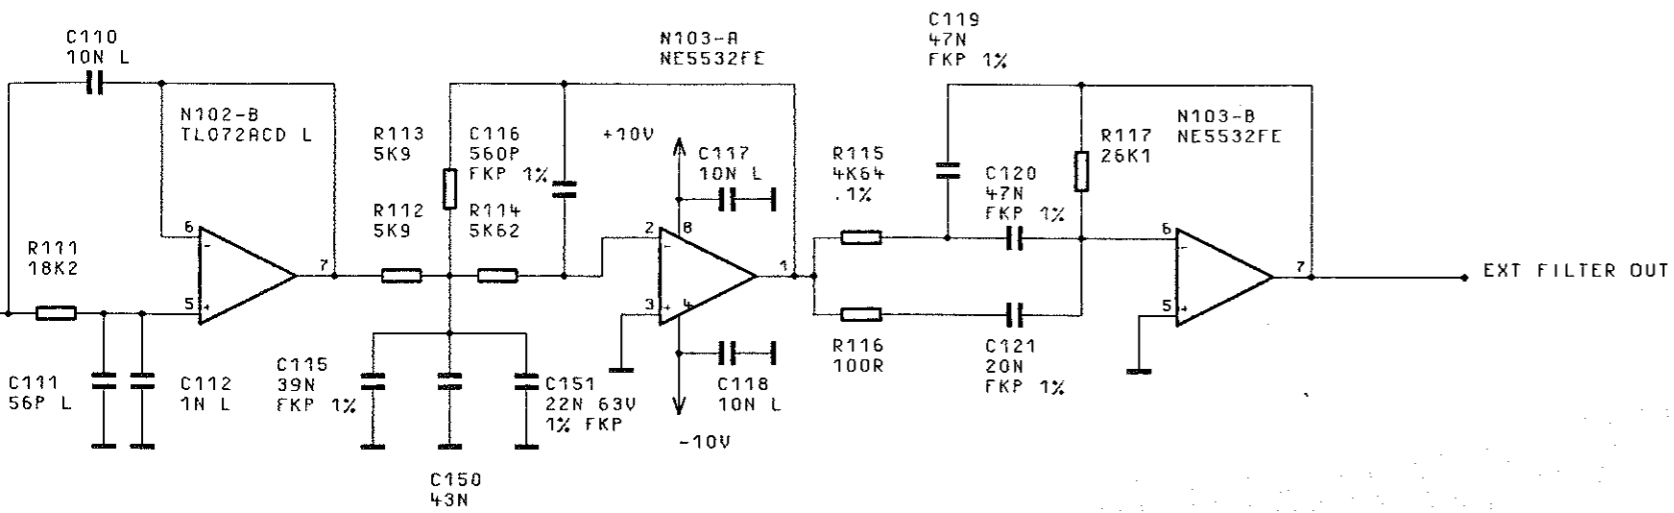 C110
10N L
N102-B
TL072ACD L
6
-
7
5
+
R111
18K2
C111
56P L
C112
1N L
R113
5K9
R112
5K9
C116
560P
FKP 1%
R114
5K62
C115
39N
FKP 1%
C150
43N
C151
22N 63V
1% FKP
N103-A
NE5532FE
+10V
C117
10N L
2
8
-
1
3
4
+
C118
10N L
-10V
R115
4K64
.1%
R116
100R
C119
47N
FKP 1%
C120
47N
FKP 1%
C121
20N
FKP 1%
R117
26K1
N103-B
NE5532FE
6
-
7
5
+
EXT FILTER OUT